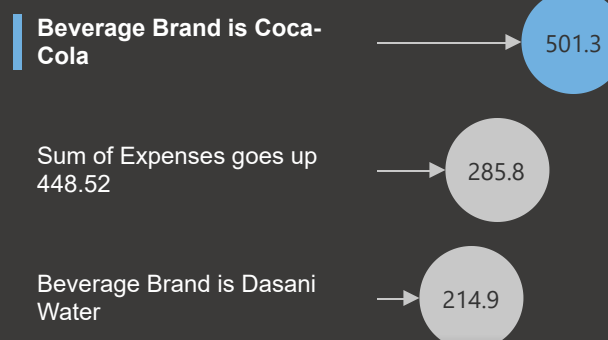 Beverage Brand is Coca-
Cola
501.3
Sum of Expenses goes up
448.52
285.8
Beverage Brand is Dasani
Water
214.9